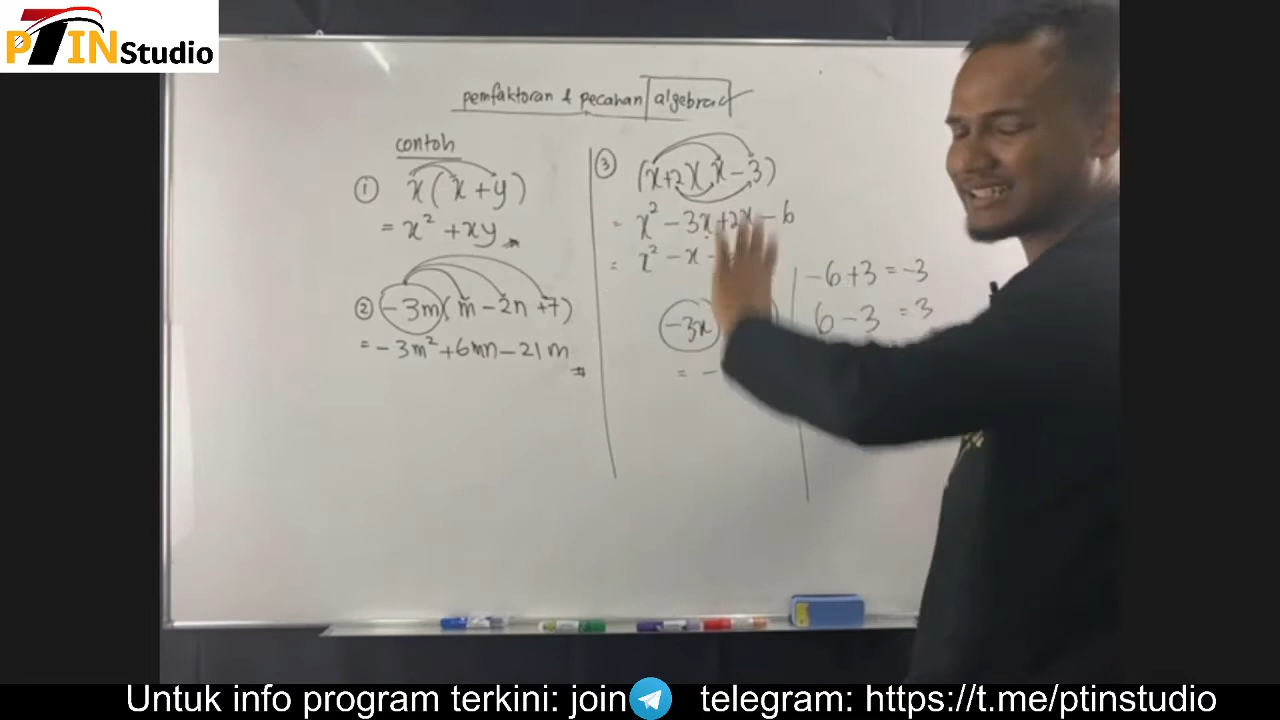 PTIN Studio
pemfaktoran & pecahan algebra
contoh
① x(x+y)
= x² + xy
② -3m(m - 2n + 7)
= -3m² + 6mn - 21m
③ (x+2)(x-3)
= x² - 3x + 2x - 6
= x² - x -
-3x
= -
-6 + 3 = -3
6 - 3 = 3
Untuk info program terkini: join telegram: https://t.me/ptinstudio